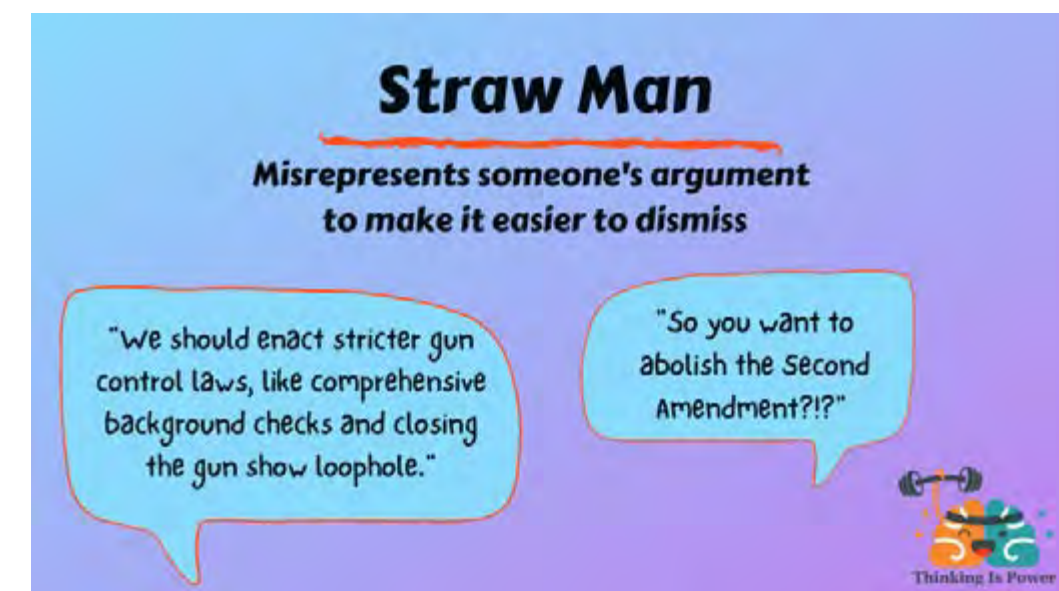 Straw Man
Misrepresents someone's argument
to make it easier to dismiss
"We should enact stricter gun
control laws, like comprehensive
background checks and closing
the gun show loophole."
"So you want to
abolish the Second
Amendment?!?"
Thinking Is Power